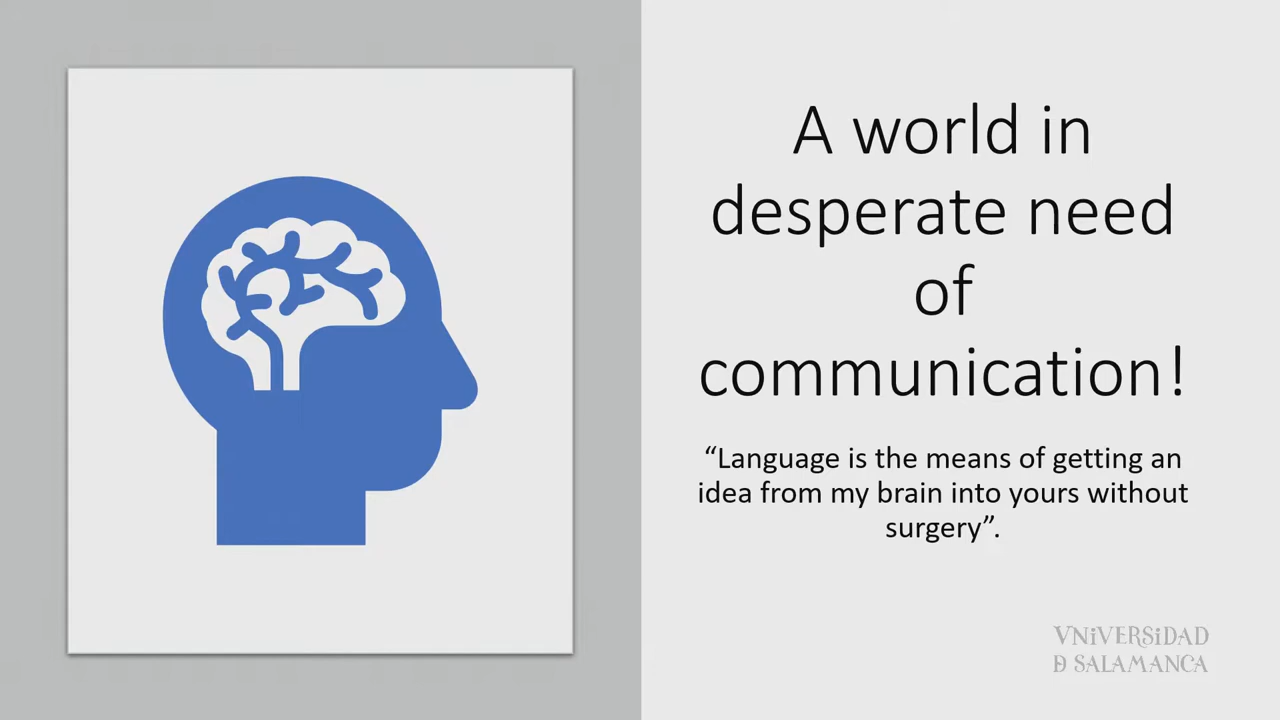 A world in
desperate need
of
communication!
“Language is the means of getting an
idea from my brain into yours without
surgery”.
VNiVERSiDAD
Ð SALAMANCA